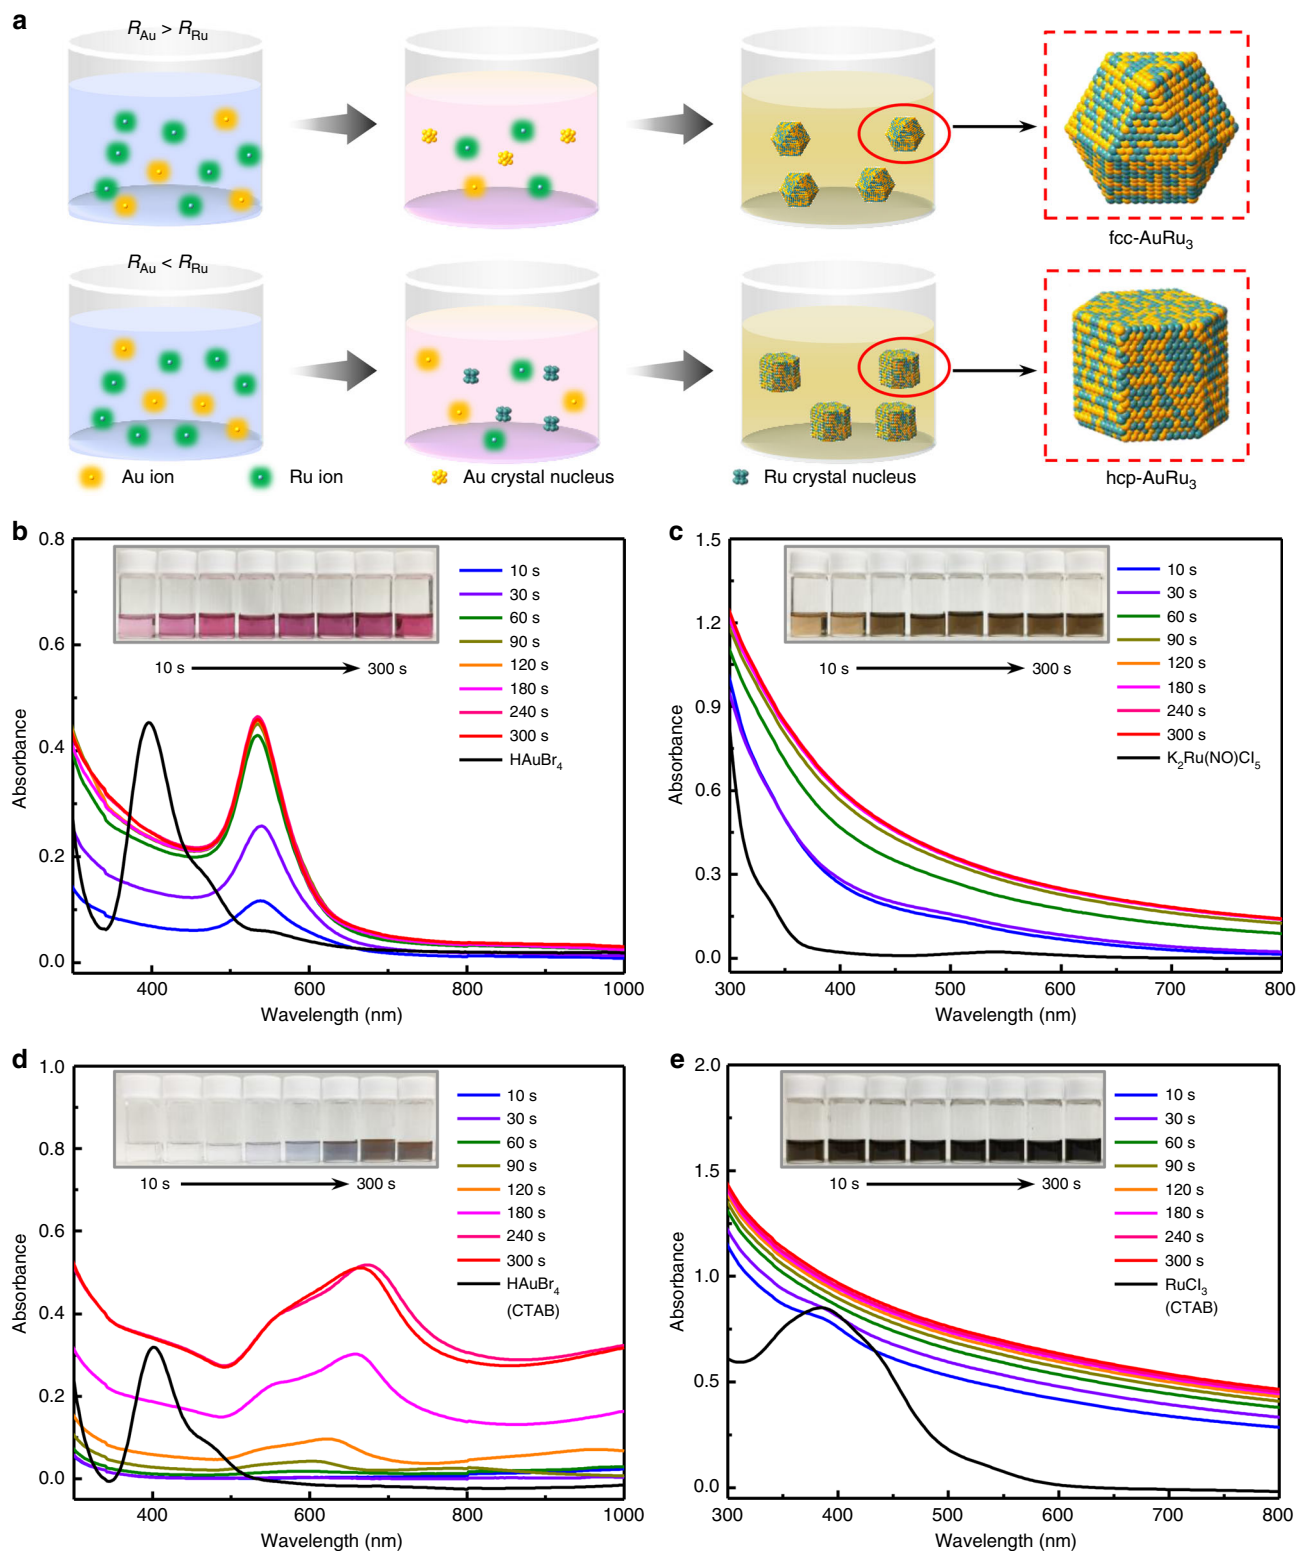 a
R_Au > R_Ru
fcc-AuRu₃
R_Au < R_Ru
hcp-AuRu₃
Au ion
Ru ion
Au crystal nucleus
Ru crystal nucleus
b
0.8
0.6
0.4
0.2
0.0
Absorbance
400
600
800
1000
Wavelength (nm)
10 s
300 s
10 s
30 s
60 s
90 s
120 s
180 s
240 s
300 s
HAuBr₄
c
1.5
1.2
0.9
0.6
0.3
0.0
Absorbance
300
400
500
600
700
800
Wavelength (nm)
10 s
300 s
10 s
30 s
60 s
90 s
120 s
180 s
240 s
300 s
K₂Ru(NO)Cl₅
d
1.0
0.8
0.6
0.4
0.2
0.0
Absorbance
400
600
800
1000
Wavelength (nm)
10 s
300 s
10 s
30 s
60 s
90 s
120 s
180 s
240 s
300 s
HAuBr₄
(CTAB)
e
2.0
1.5
1.0
0.5
0.0
Absorbance
300
400
500
600
700
800
Wavelength (nm)
10 s
300 s
10 s
30 s
60 s
90 s
120 s
180 s
240 s
300 s
RuCl₃
(CTAB)